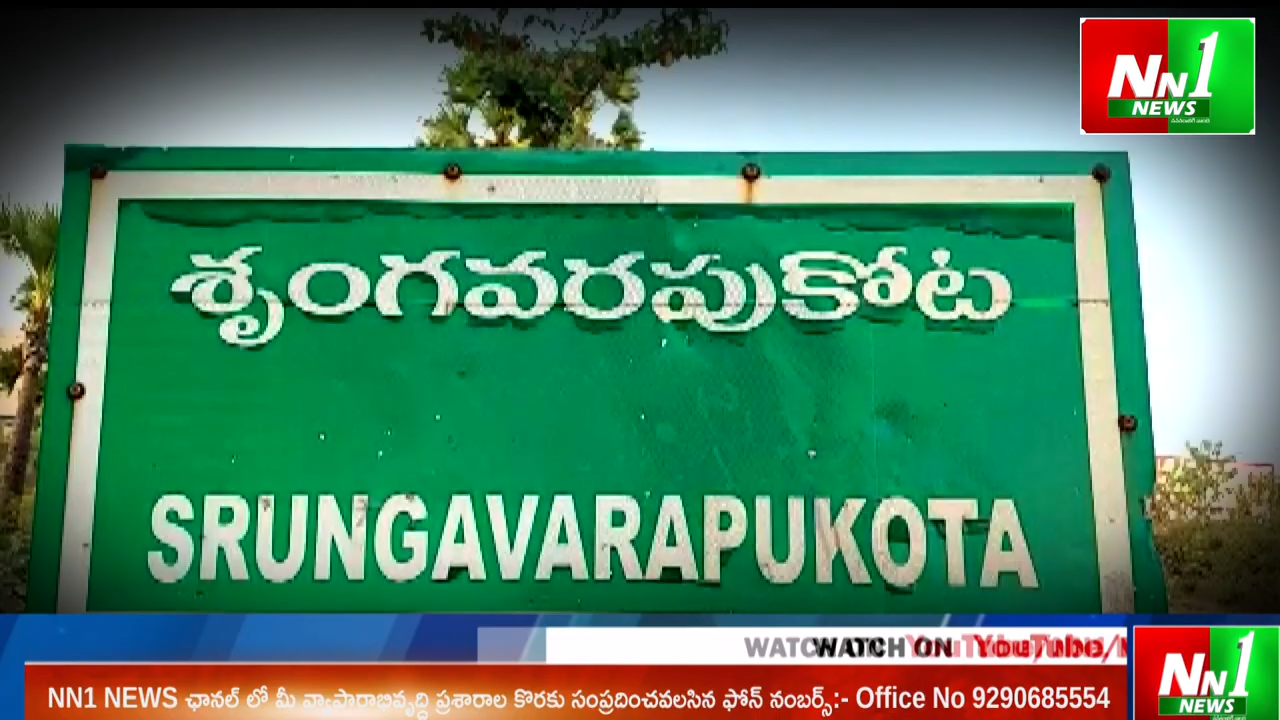 NN1
NEWS
శృంగవరపుకోట
SRUNGAVARAPUKOTA
WATCH ON YouTube/
NN1 NEWS ఛానల్ లో మీ వ్యాపారాభివృద్ది ప్రశారాల కొరకు సంప్రదించవలసిన ఫోన్ నంబర్స్:- Office No 9290685554
NN1
NEWS